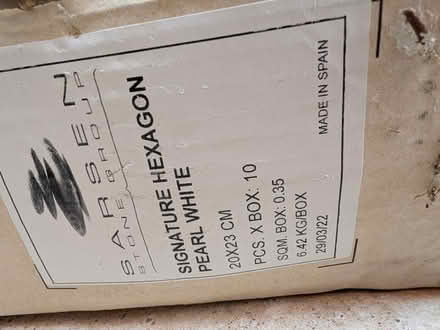 SARSEN
STONE GROUP
SIGNATURE HEXAGON
PEARL WHITE
20X23 CM
PCS. X BOX: 10
SQM. BOX: 0.35
6.42 KG/BOX
29/03/22
MADE IN SPAIN